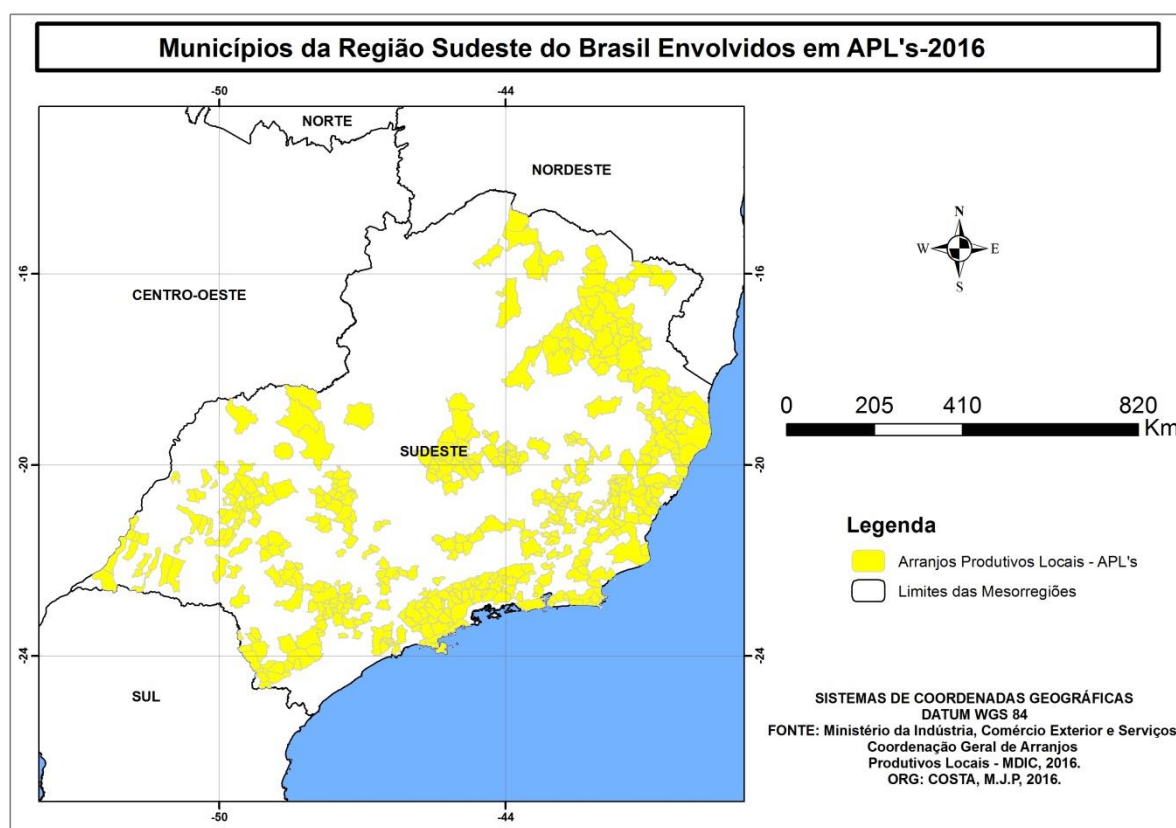 Municípios da Região Sudeste do Brasil Envolvidos em APL's-2016
-50
-44
NORTE
NORDESTE
N
W
E
S
-16
-16
CENTRO-OESTE
0
205
410
820
Km
SUDESTE
-20
-20
Legenda
Arranjos Produtivos Locais - APL's
Limites das Mesorregiões
-24
-24
SUL
SISTEMAS DE COORDENADAS GEOGRÁFICAS
DATUM WGS 84
FONTE: Ministério da Indústria, Comércio Exterior e Serviços
Coordenação Geral de Arranjos
Produtivos Locais - MDIC, 2016.
ORG: COSTA, M.J.P, 2016.
-50
-44